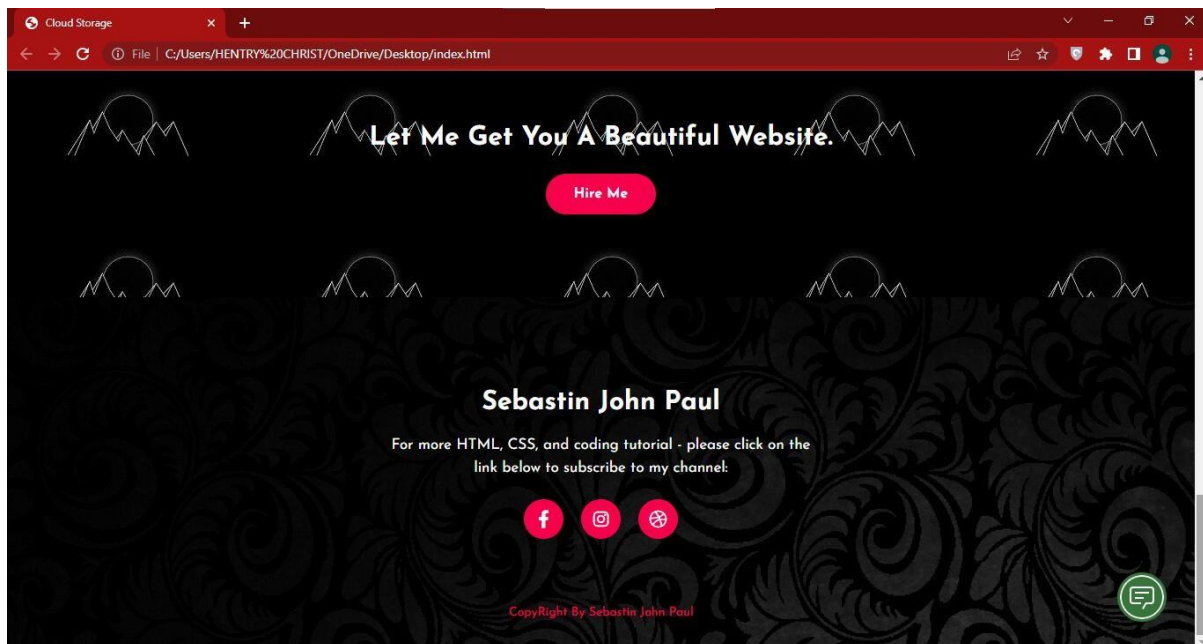 Cloud Storage
File C:/Users/HENTRY%20CHRIST/OneDrive/Desktop/index.html
Let Me Get You A Beautiful Website.
Hire Me
Sebastin John Paul
For more HTML, CSS, and coding tutorial - please click on the
link below to subscribe to my channel:
CopyRight By Sebastin John Paul